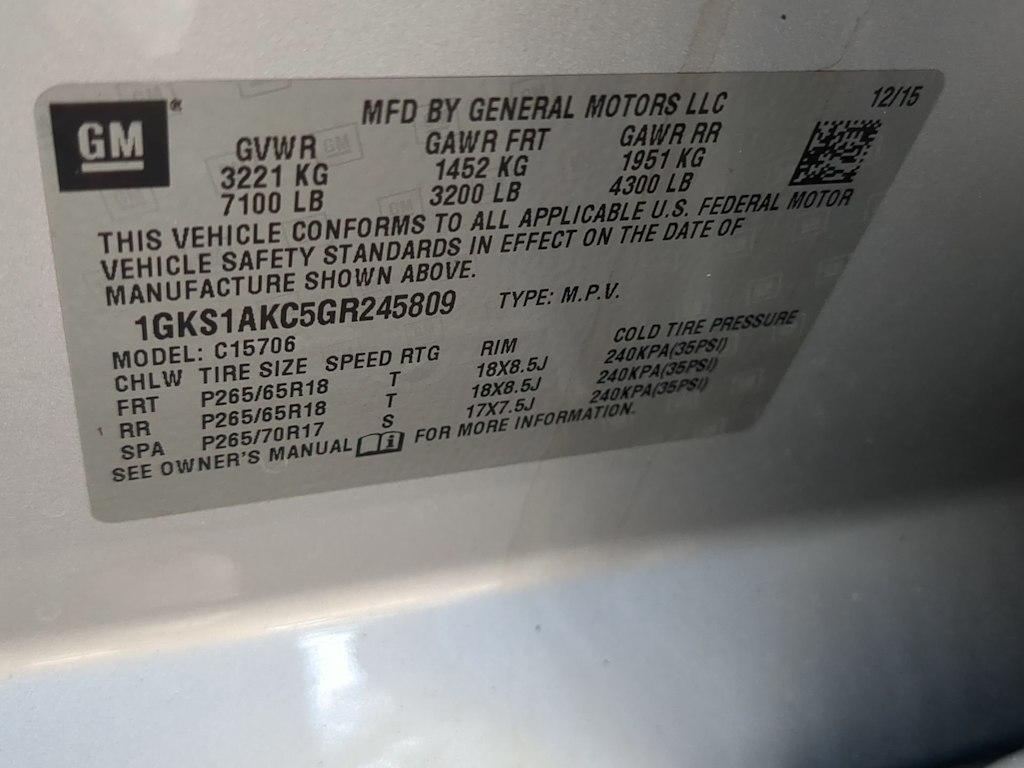 GM ® MFD BY GENERAL MOTORS LLC 12/15
GVWR GAWR FRT GAWR RR
3221 KG 1452 KG 1951 KG
7100 LB 3200 LB 4300 LB
THIS VEHICLE CONFORMS TO ALL APPLICABLE U.S. FEDERAL MOTOR
VEHICLE SAFETY STANDARDS IN EFFECT ON THE DATE OF
MANUFACTURE SHOWN ABOVE.
1GKS1AKC5GR245809 TYPE: M.P.V.
MODEL: C15706
CHLW TIRE SIZE SPEED RTG RIM COLD TIRE PRESSURE
FRT P265/65R18 T 18X8.5J 240KPA(35PSI)
RR P265/65R18 T 18X8.5J 240KPA(35PSI)
SPA P265/70R17 S 17X7.5J 240KPA(35PSI)
SEE OWNER'S MANUAL i FOR MORE INFORMATION.